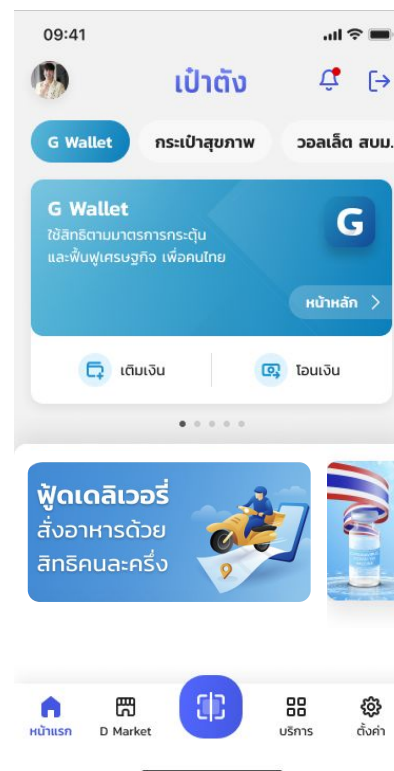 09:41
เป๋าตัง
G Wallet
กระเป๋าสุขภาพ
วอลเล็ต สบม.
G Wallet
ใช้สิทธิตามมาตรการกระตุ้น
และฟื้นฟูเศรษฐกิจ เพื่อคนไทย
G
หน้าหลัก
เติมเงิน
โอนเงิน
ฟู้ดเดลิเวอรี่
สั่งอาหารด้วย
สิทธิคนละครึ่ง
หน้าแรก
D Market
บริการ
ตั้งค่า